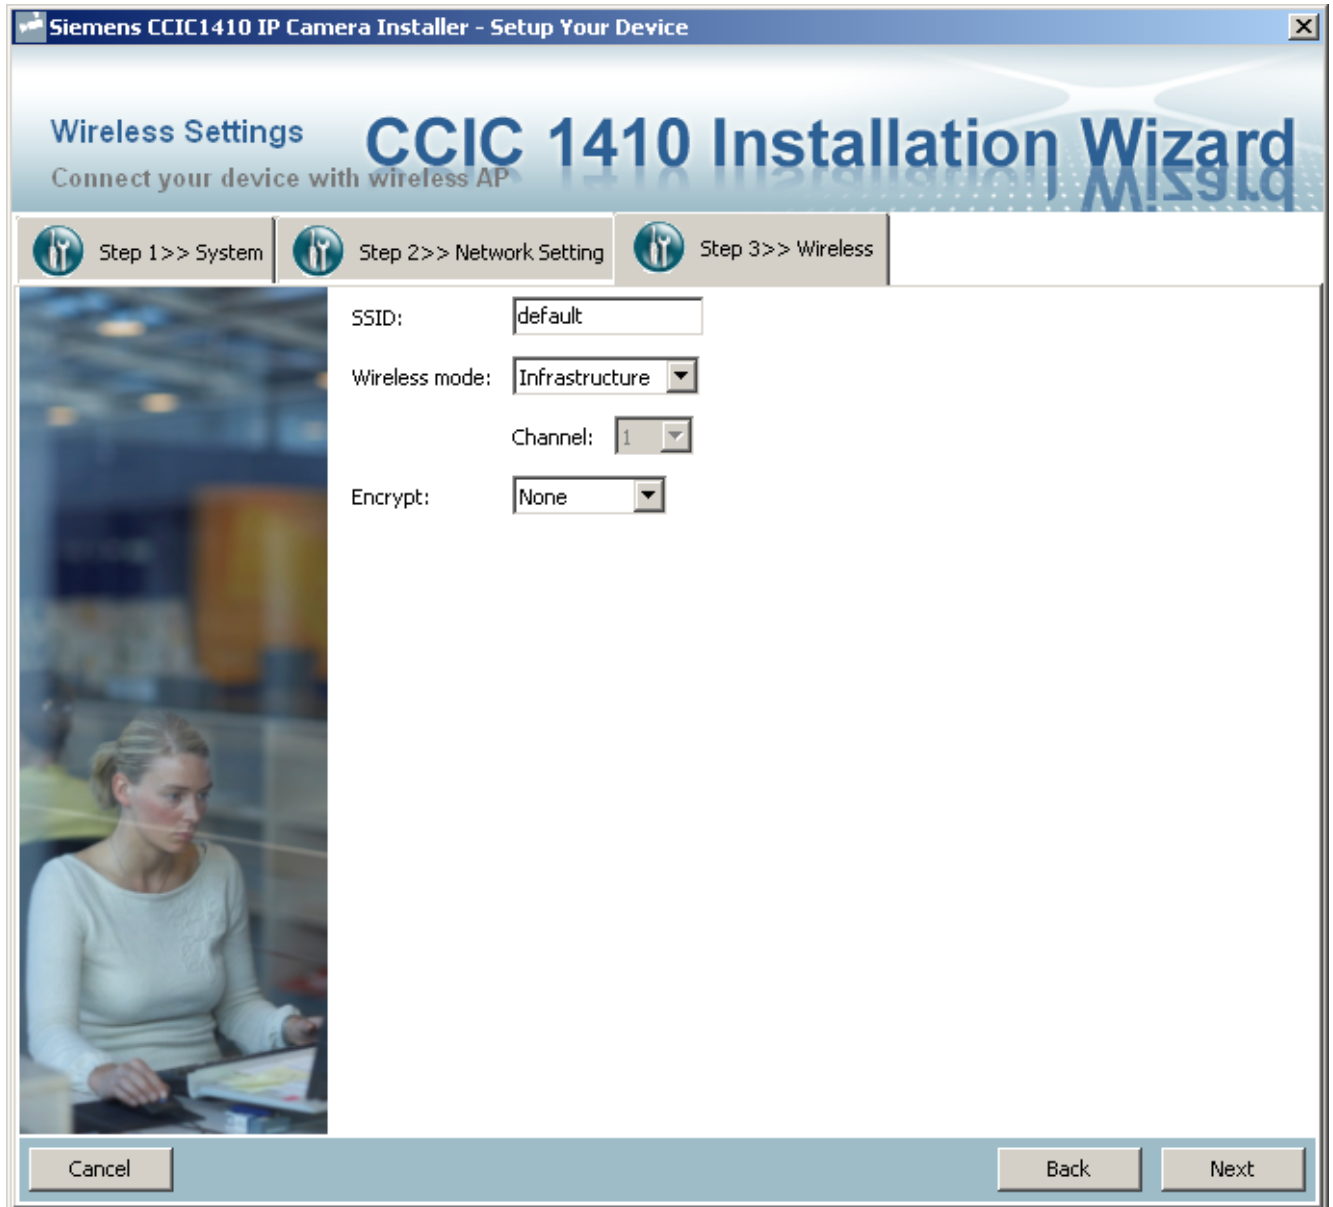 Siemens CCIC1410 IP Camera Installer - Setup Your Device
Wireless Settings
CCIC 1410 Installation Wizard
Connect your device with wireless AP
Step 1>> System
Step 2>> Network Setting
Step 3>> Wireless
SSID: default
Wireless mode: Infrastructure
Channel: 1
Encrypt: None
Cancel
Back
Next